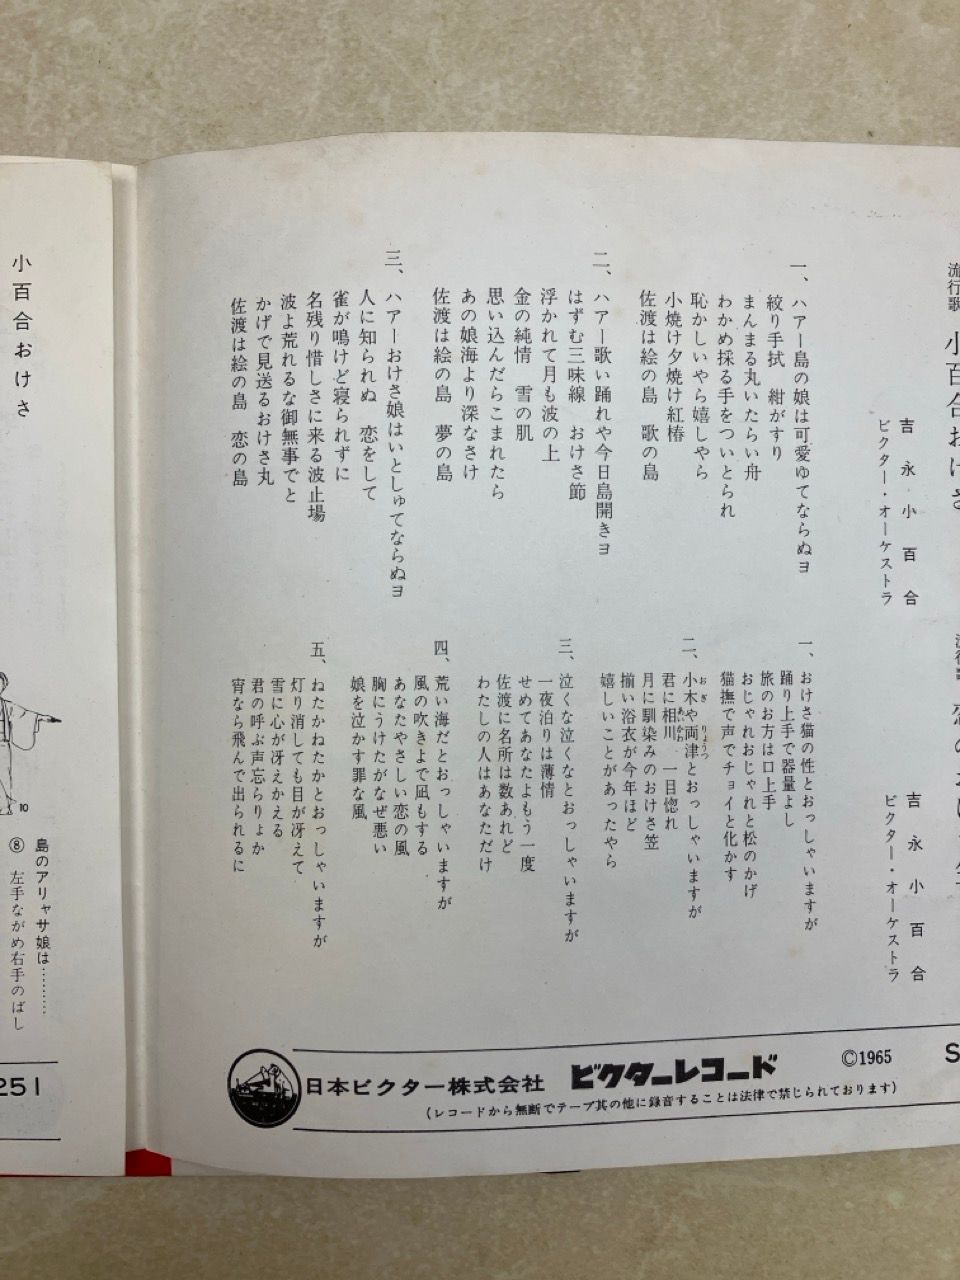 流行歌
小百合おけさ
吉永小百合
ビクター・オーケストラ
一、ハアー島の娘は可愛ゆてならぬヨ
絞り手拭　紺がすり
まんまる丸いたらい舟
わかめ採る手をついとられ
恥かしいやら嬉しやら
小焼け夕焼け紅椿
佐渡は絵の島　歌の島
二、ハアー歌い踊れや今日島開きヨ
はずむ三味線　おけさ節
浮かれて月も波の上
金の純情　雪の肌
思い込んだらこまれたら
あの娘海より深なさけ
佐渡は絵の島　夢の島
三、ハアーおけさ娘はいとしゅてならぬヨ
人に知られぬ　恋をして
雀が鳴けど寝られずに
名残り惜しさに来る波止場
波よ荒れるな御無事でと
かげで見送るおけさ丸
佐渡は絵の島　恋の島
吉永小百合
ビクター・オーケストラ
一、おけさ猫の性とおっしゃいますが
踊り上手で器量よし
旅のお方は口上手
おじゃれおじゃれと松のかげ
猫撫で声でチョイと化かす
二、小木や両津とおっしゃいますが
おぎ　りょうつ
君に相川　一目惚れ
あいかわ
月に馴染みのおけさ笠
揃い浴衣が今年ほど
嬉しいことがあったやら
三、泣くな泣くなとおっしゃいますが
一夜泊りは薄情
せめてあなたよもう一度
佐渡に名所は数あれど
わたしの人はあなただけ
四、荒い海だとおっしゃいますが
風の吹きよで凪もする
あなたやさしい恋の風
胸にうけたがなぜ悪い
娘を泣かす罪な風
五、ねたかねたかとおっしゃいますが
灯り消しても目が冴えて
雪に心が冴えかえる
君の呼ぶ声忘らりょか
宵なら飛んで出られるに
日本ビクター株式会社　ビクターレコード　©1965　S
(レコードから無断でテープ其の他に録音することは法律で禁じられております)
小百合おけさ
10
島のアリャサ娘は………
⑧　左手ながめ右手のばし
251